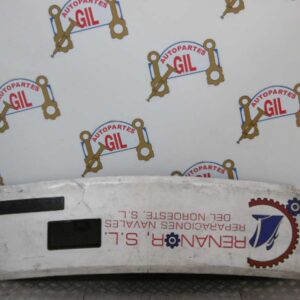 AUTOPARTES
GIL
AUTOPARTES
GIL
AUTOPARTES
GIL
AUTOPARTES
GIL
AUTOPARTES
GIL
RENANOR, S.L.
REPARACIONES NAVALES
DEL NOROESTE, S.L.